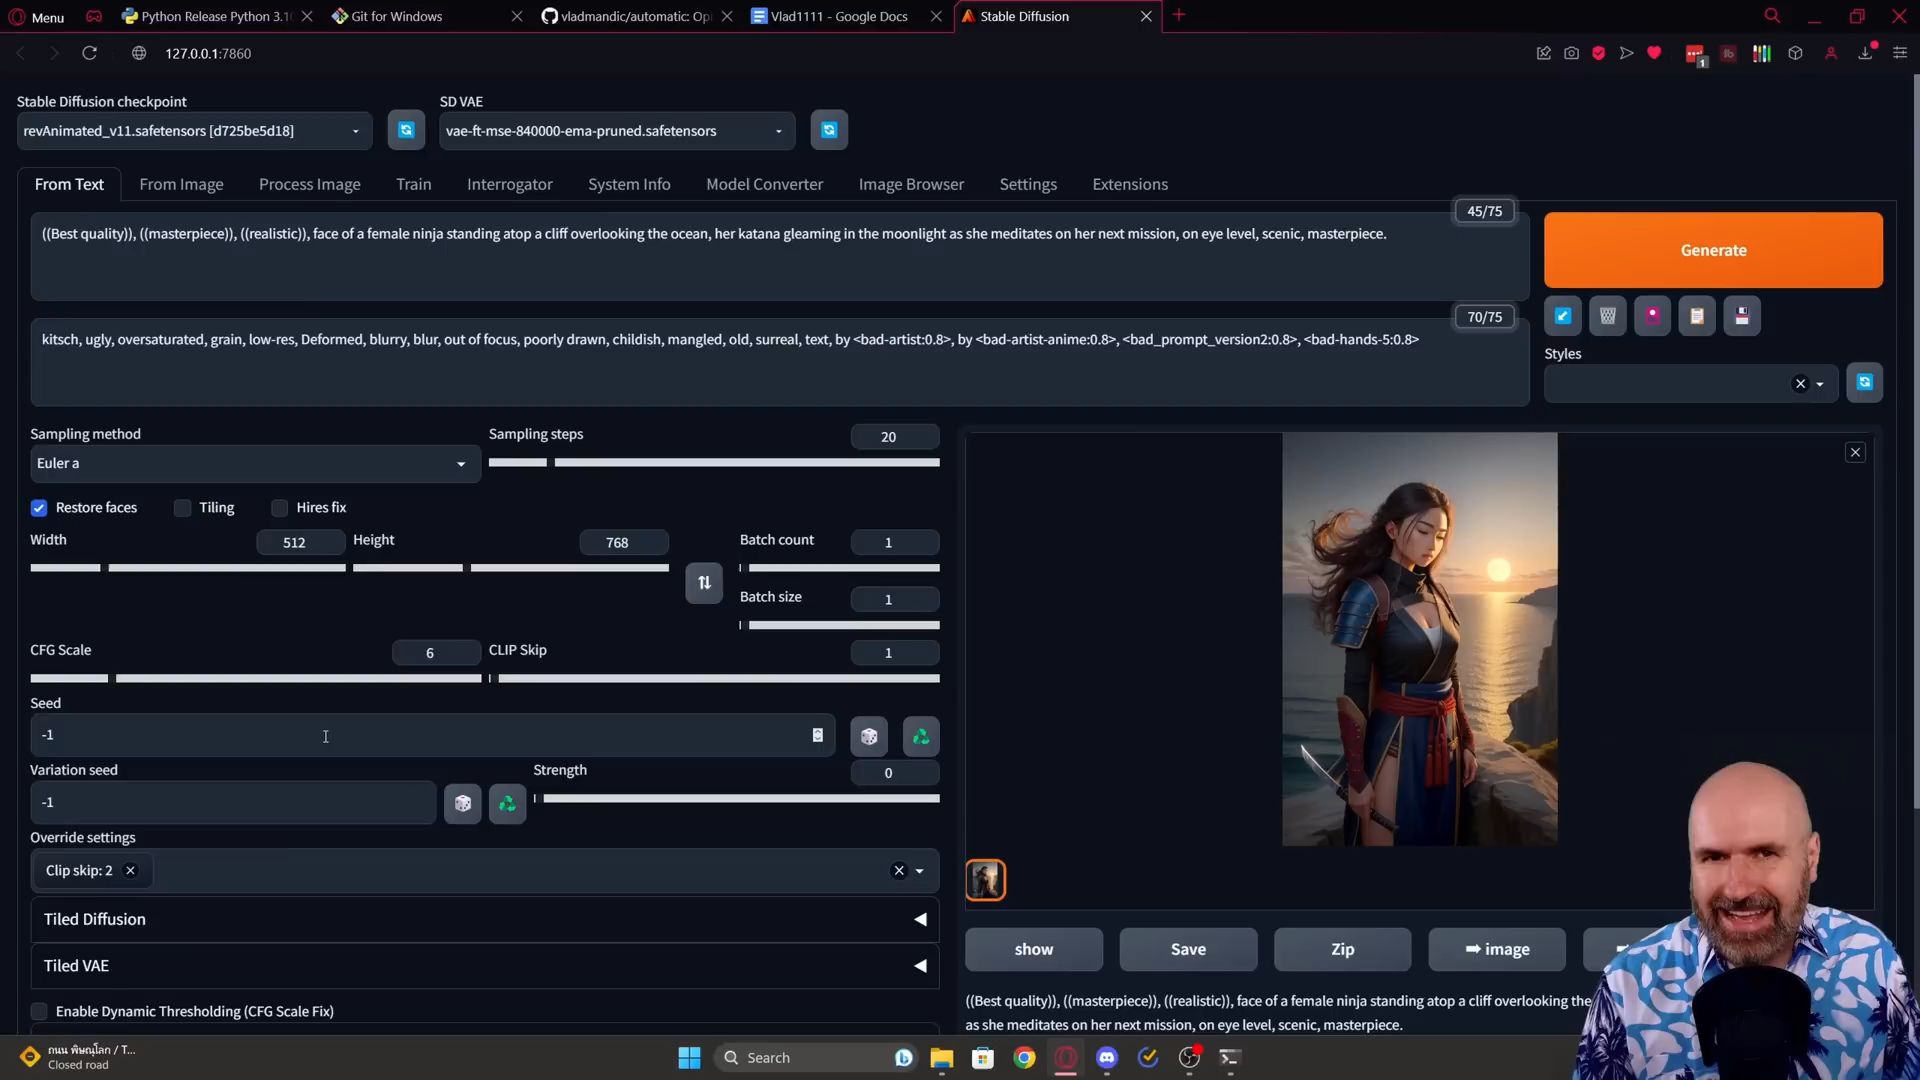 Menu
Python Release Python 3.10
Git for Windows
vladmandic/automatic: Op
Vlad1111 - Google Docs
Stable Diffusion
127.0.0.1:7860
1
Stable Diffusion checkpoint
SD VAE
revAnimated_v11.safetensors [d725be5d18]
vae-ft-mse-840000-ema-pruned.safetensors
From Text
From Image
Process Image
Train
Interrogator
System Info
Model Converter
Image Browser
Settings
Extensions
45/75
((Best quality)), ((masterpiece)), ((realistic)), face of a female ninja standing atop a cliff overlooking the ocean, her katana gleaming in the moonlight as she meditates on her next mission, on eye level, scenic, masterpiece.
Generate
70/75
kitsch, ugly, oversaturated, grain, low-res, Deformed, blurry, blur, out of focus, poorly drawn, childish, mangled, old, surreal, text, by <bad-artist:0.8>, by <bad-artist-anime:0.8>, <bad_prompt_version2:0.8>, <bad-hands-5:0.8>
Styles
Sampling method
Sampling steps
20
Euler a
Restore faces
Tiling
Hires fix
Width
512
Height
768
Batch count
1
Batch size
1
CFG Scale
6
CLIP Skip
1
Seed
-1
Variation seed
Strength
0
-1
Override settings
Clip skip: 2
Tiled Diffusion
Tiled VAE
Enable Dynamic Thresholding (CFG Scale Fix)
show
Save
Zip
➡ image
((Best quality)), ((masterpiece)), ((realistic)), face of a female ninja standing atop a cliff overlooking the
as she meditates on her next mission, on eye level, scenic, masterpiece.
ถนน พิษณุโลก / T...
Closed road
Search